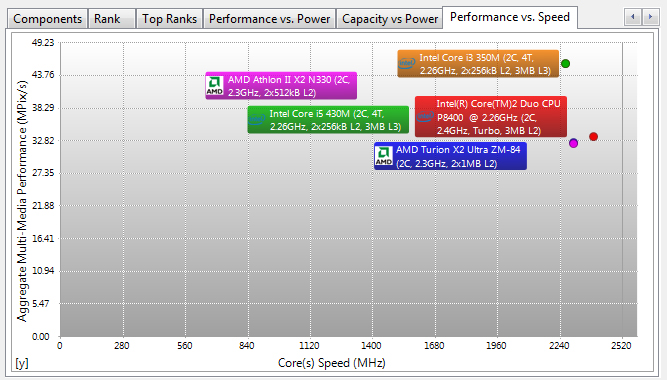 Components Rank Top Ranks Performance vs. Power Capacity vs Power Performance vs. Speed
Aggregate Multi-Media Performance (MPix/s)
49.23
43.76
38.29
32.82
27.35
21.88
16.41
10.94
5.47
0.00
Intel Core i3 350M (2C, 4T,
2.26GHz, 2x256kB L2, 3MB L3)
AMD
AMD Athlon II X2 N330 (2C,
2.3GHz, 2x512kB L2)
Intel(R) Core(TM)2 Duo CPU
P8400 @ 2.26GHz (2C,
2.4GHz, Turbo, 3MB L2)
Intel Core i5 430M (2C, 4T,
2.26GHz, 2x256kB L2, 3MB L3)
AMD
AMD Turion X2 Ultra ZM-84
(2C, 2.3GHz, 2x1MB L2)
0 280 560 840 1120 1400 1680 1960 2240 2520
[y]
Core(s) Speed (MHz)